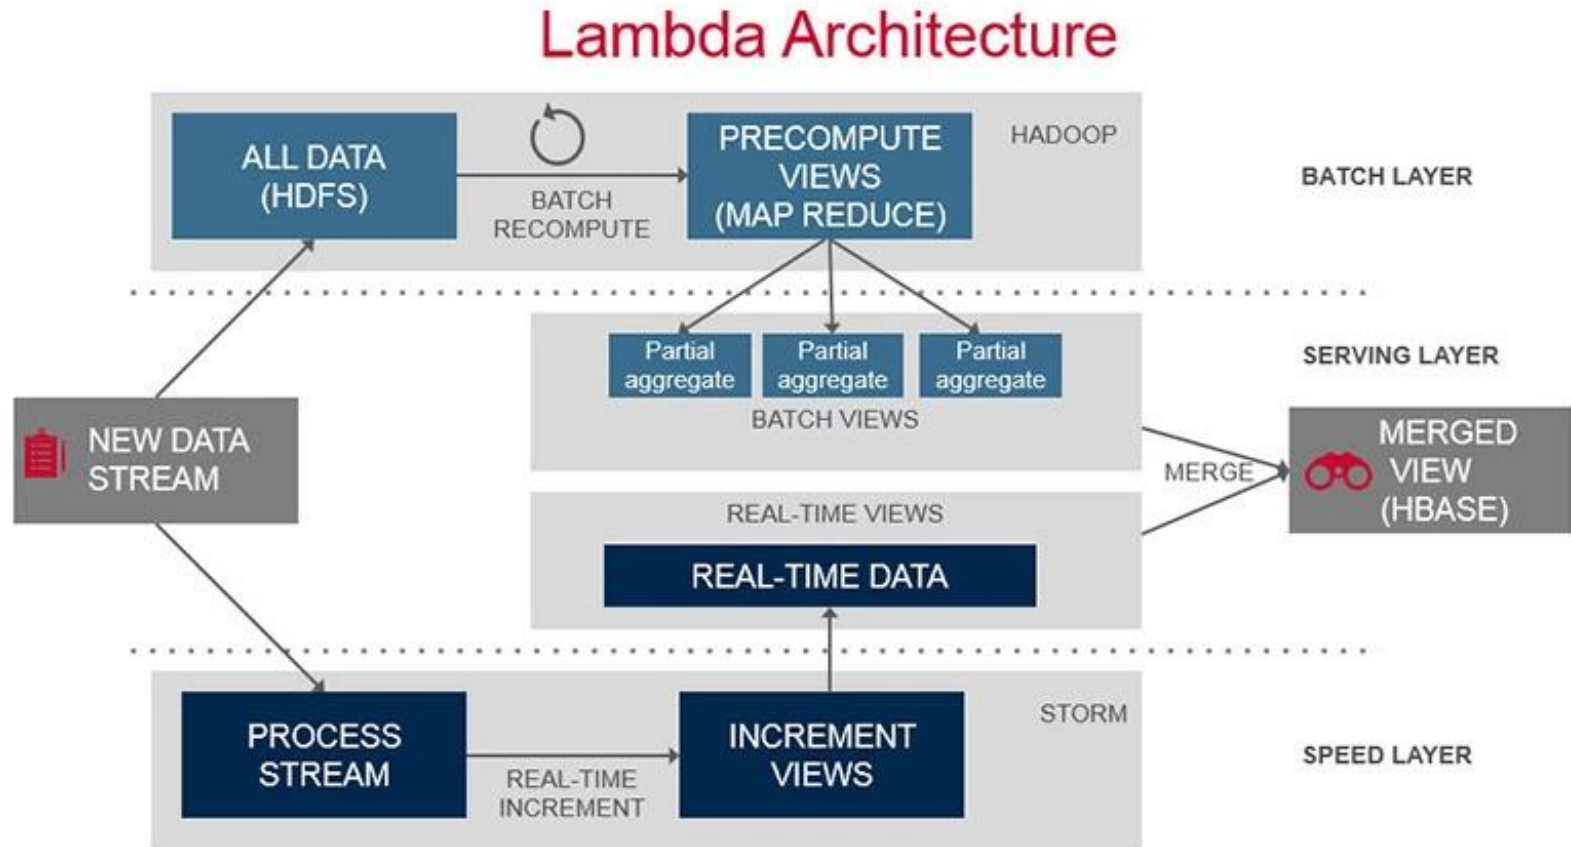 Lambda Architecture
ALL DATA
(HDFS)
BATCH
RECOMPUTE
PRECOMPUTE
VIEWS
(MAP REDUCE)
HADOOP
BATCH LAYER
Partial
aggregate
Partial
aggregate
Partial
aggregate
BATCH VIEWS
SERVING LAYER
NEW DATA
STREAM
MERGE
MERGED
VIEW
(HBASE)
REAL-TIME VIEWS
REAL-TIME DATA
PROCESS
STREAM
REAL-TIME
INCREMENT
INCREMENT
VIEWS
STORM
SPEED LAYER